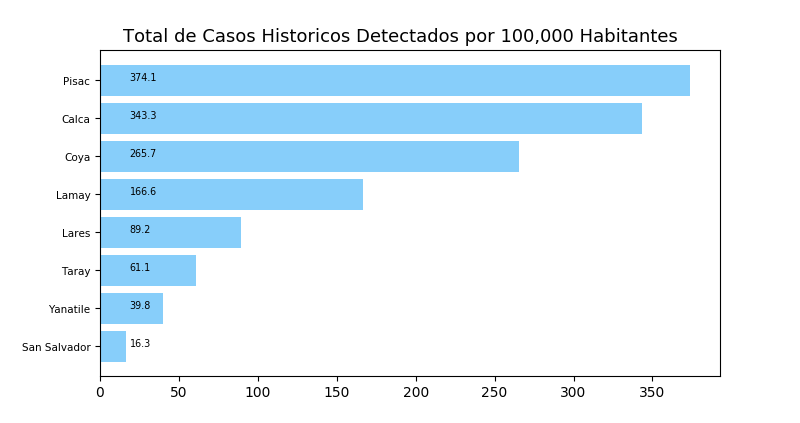 Total de Casos Historicos Detectados por 100,000 Habitantes
Pisac 374.1
Calca 343.3
Coya 265.7
Lamay 166.6
Lares 89.2
Taray 61.1
Yanatile 39.8
San Salvador 16.3
0 50 100 150 200 250 300 350